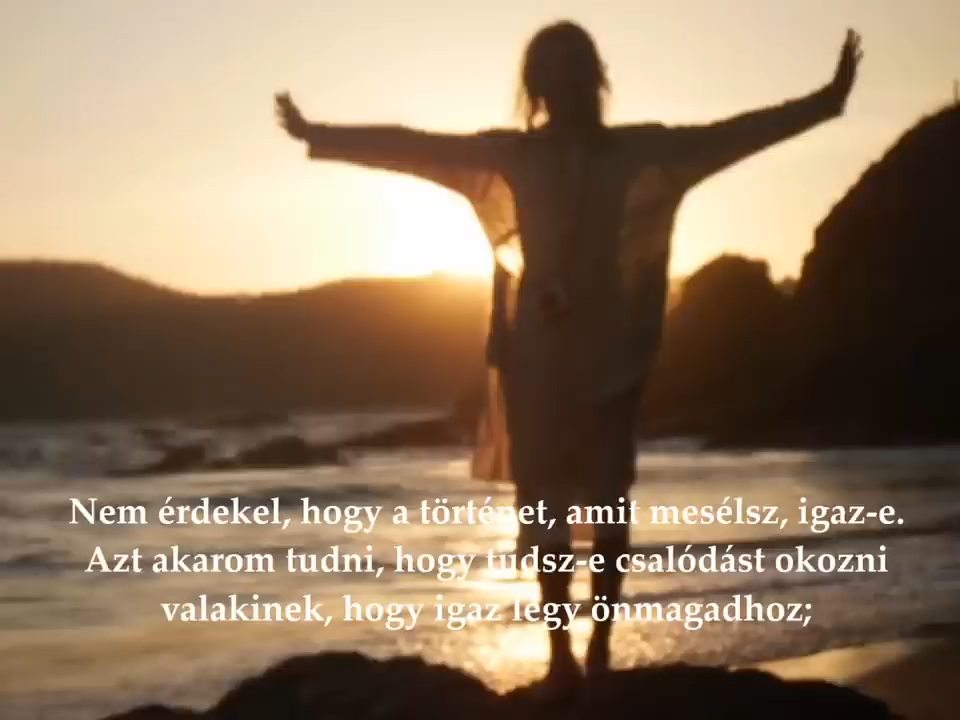 Nem érdekel, hogy a történet, amit mesélsz, igaz-e.
Azt akarom tudni, hogy tudsz-e csalódást okozni
valakinek, hogy igaz légy önmagadhoz;